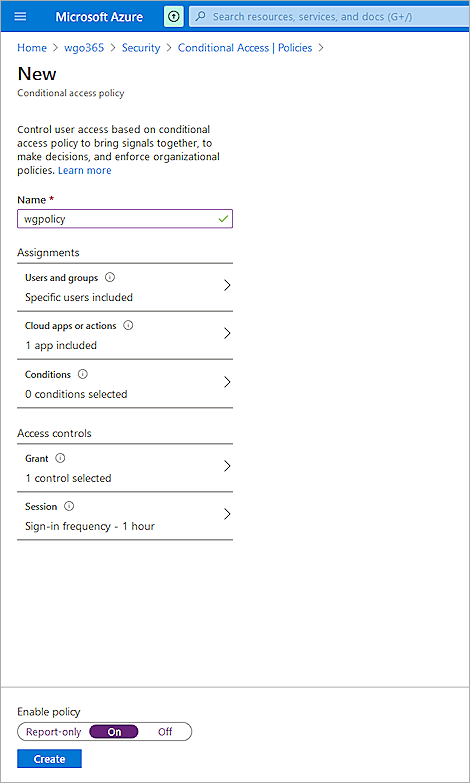 Microsoft Azure
Search resources, services, and docs (G+/)
Home > wgo365 > Security > Conditional Access | Policies >
New
Conditional access policy
Control user access based on conditional
access policy to bring signals together, to
make decisions, and enforce organizational
policies. Learn more
Name *
wgpolicy
Assignments
Users and groups
Specific users included
Cloud apps or actions
1 app included
Conditions
0 conditions selected
Access controls
Grant
1 control selected
Session
Sign-in frequency - 1 hour
Enable policy
Report-only On Off
Create